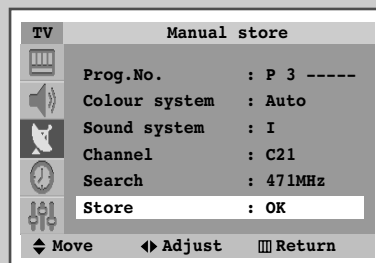 TV Manual store
Prog.No. : P 3 -----
Colour system : Auto
Sound system : I
Channel : C21
Search : 471MHz
Store : OK
Move Adjust Return